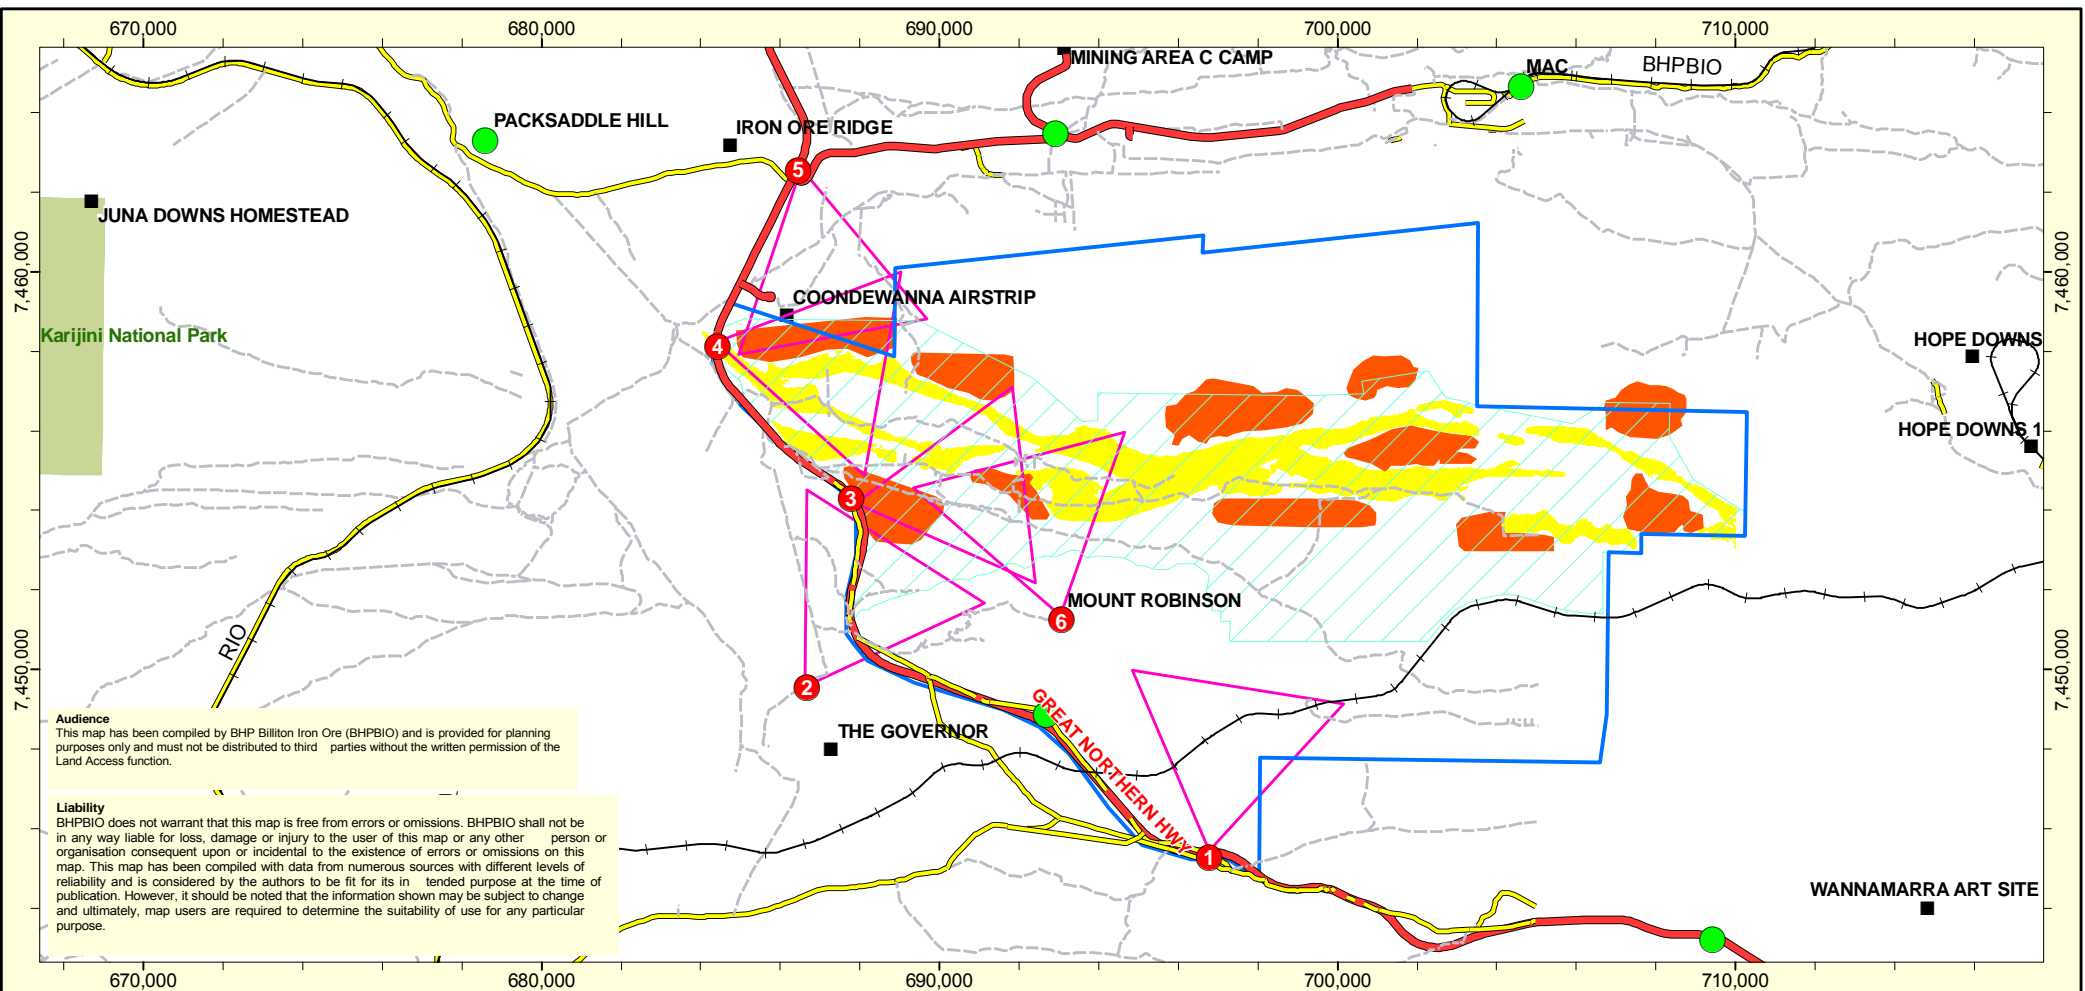 670,000
680,000
690,000
700,000
710,000
MINING AREA C CAMP
MAC
BHPBIO
PACKSADDLE HILL
IRON ORE RIDGE
5
JUNA DOWNS HOMESTEAD
7,460,000
7,460,000
COONDEWANNA AIRSTRIP
Karijini National Park
4
HOPE DOWNS
HOPE DOWNS 1
3
MOUNT ROBINSON
6
RIO
7,450,000
7,450,000
2
GREAT NORTHERN HWY
THE GOVERNOR
1
WANNAMARRA ART SITE
Audience
This map has been compiled by BHP Billiton Iron Ore (BHPBIO) and is provided for planning
purposes only and must not be distributed to third parties without the written permission of the
Land Access function.
Liability
BHPBIO does not warrant that this map is free from errors or omissions. BHPBIO shall not be
in any way liable for loss, damage or injury to the user of this map or any other person or
organisation consequent upon or incidental to the existence of errors or omissions on this
map. This map has been compiled with data from numerous sources with different levels of
reliability and is considered by the authors to be fit for its in tended purpose at the time of
publication. However, it should be noted that the information shown may be subject to change
and ultimately, map users are required to determine the suitability of use for any particular
purpose.
670,000
680,000
690,000
700,000
710,000